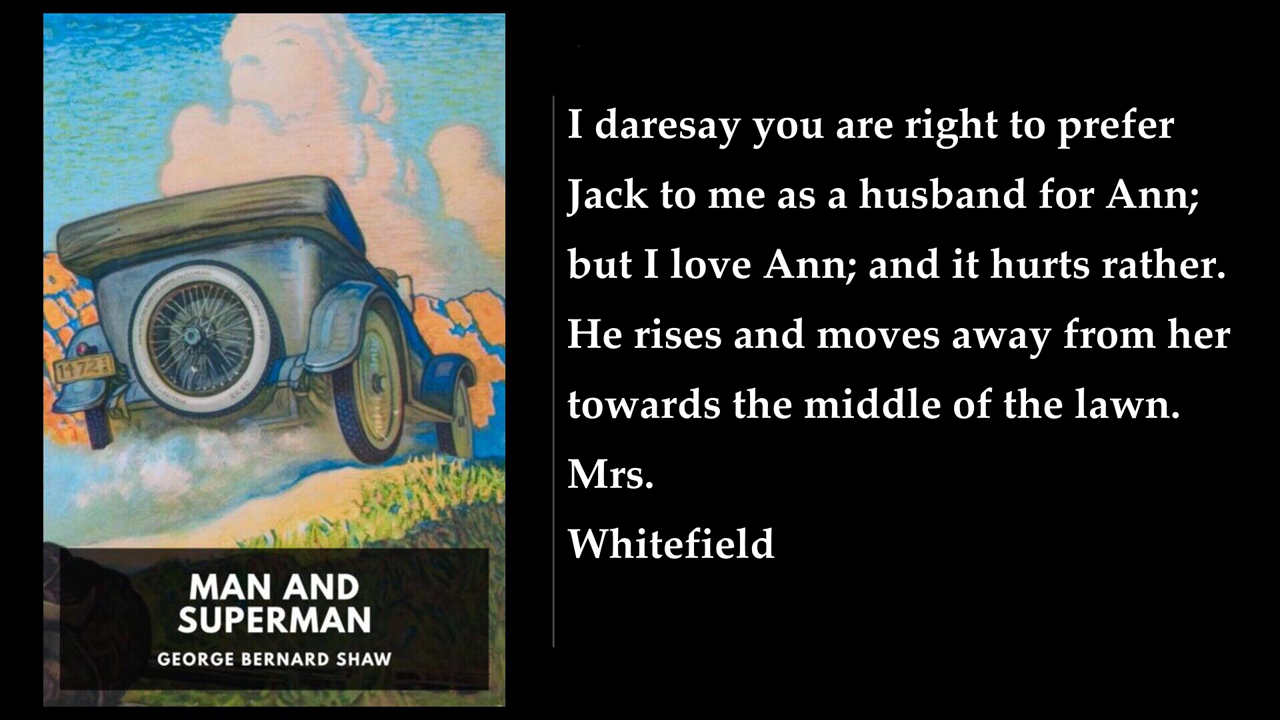 I daresay you are right to prefer
Jack to me as a husband for Ann;
but I love Ann; and it hurts rather.
He rises and moves away from her
towards the middle of the lawn.
Mrs.
Whitefield
1472
MAN AND
SUPERMAN
GEORGE BERNARD SHAW